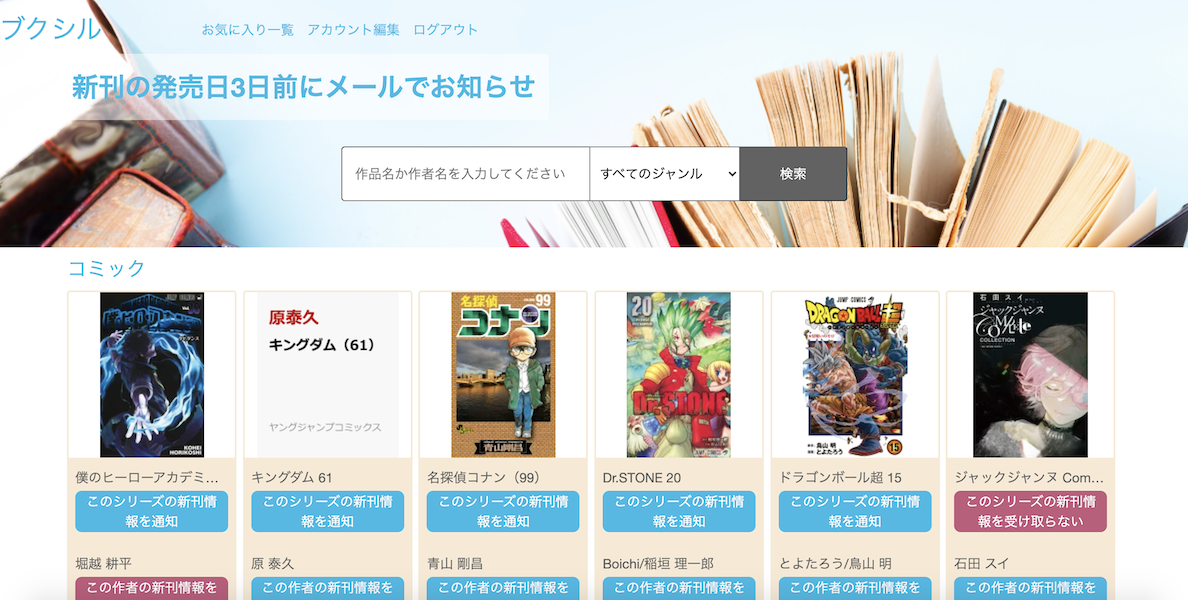 ブクシル
お気に入り一覧 アカウント編集 ログアウト
新刊の発売日3日前にメールでお知らせ
作品名か作者名を入力してください すべてのジャンル 検索
コミック
原泰久
キングダム（61）
ヤングジャンプコミックス
名探偵
コナン
99
青山剛昌
20
Dr.STONE
JUMP COMICS
DRAGON BALL超
鳥山 明
とよたろう
15
石田スイ
ジャックジャンヌ
COLLECTION
KOHEI
HORIKOSHI
僕のヒーローアカデミ...
キングダム 61
名探偵コナン（99）
Dr.STONE 20
ドラゴンボール超 15
ジャックジャンヌ Com...
このシリーズの新刊情
報を通知
このシリーズの新刊情
報を通知
このシリーズの新刊情
報を通知
このシリーズの新刊情
報を通知
このシリーズの新刊情
報を通知
このシリーズの新刊情
報を受け取らない
堀越 耕平
原 泰久
青山 剛昌
Boichi/稲垣 理一郎
とよたろう/鳥山 明
石田 スイ
この作者の新刊情報を
この作者の新刊情報を
この作者の新刊情報を
この作者の新刊情報を
この作者の新刊情報を
この作者の新刊情報を